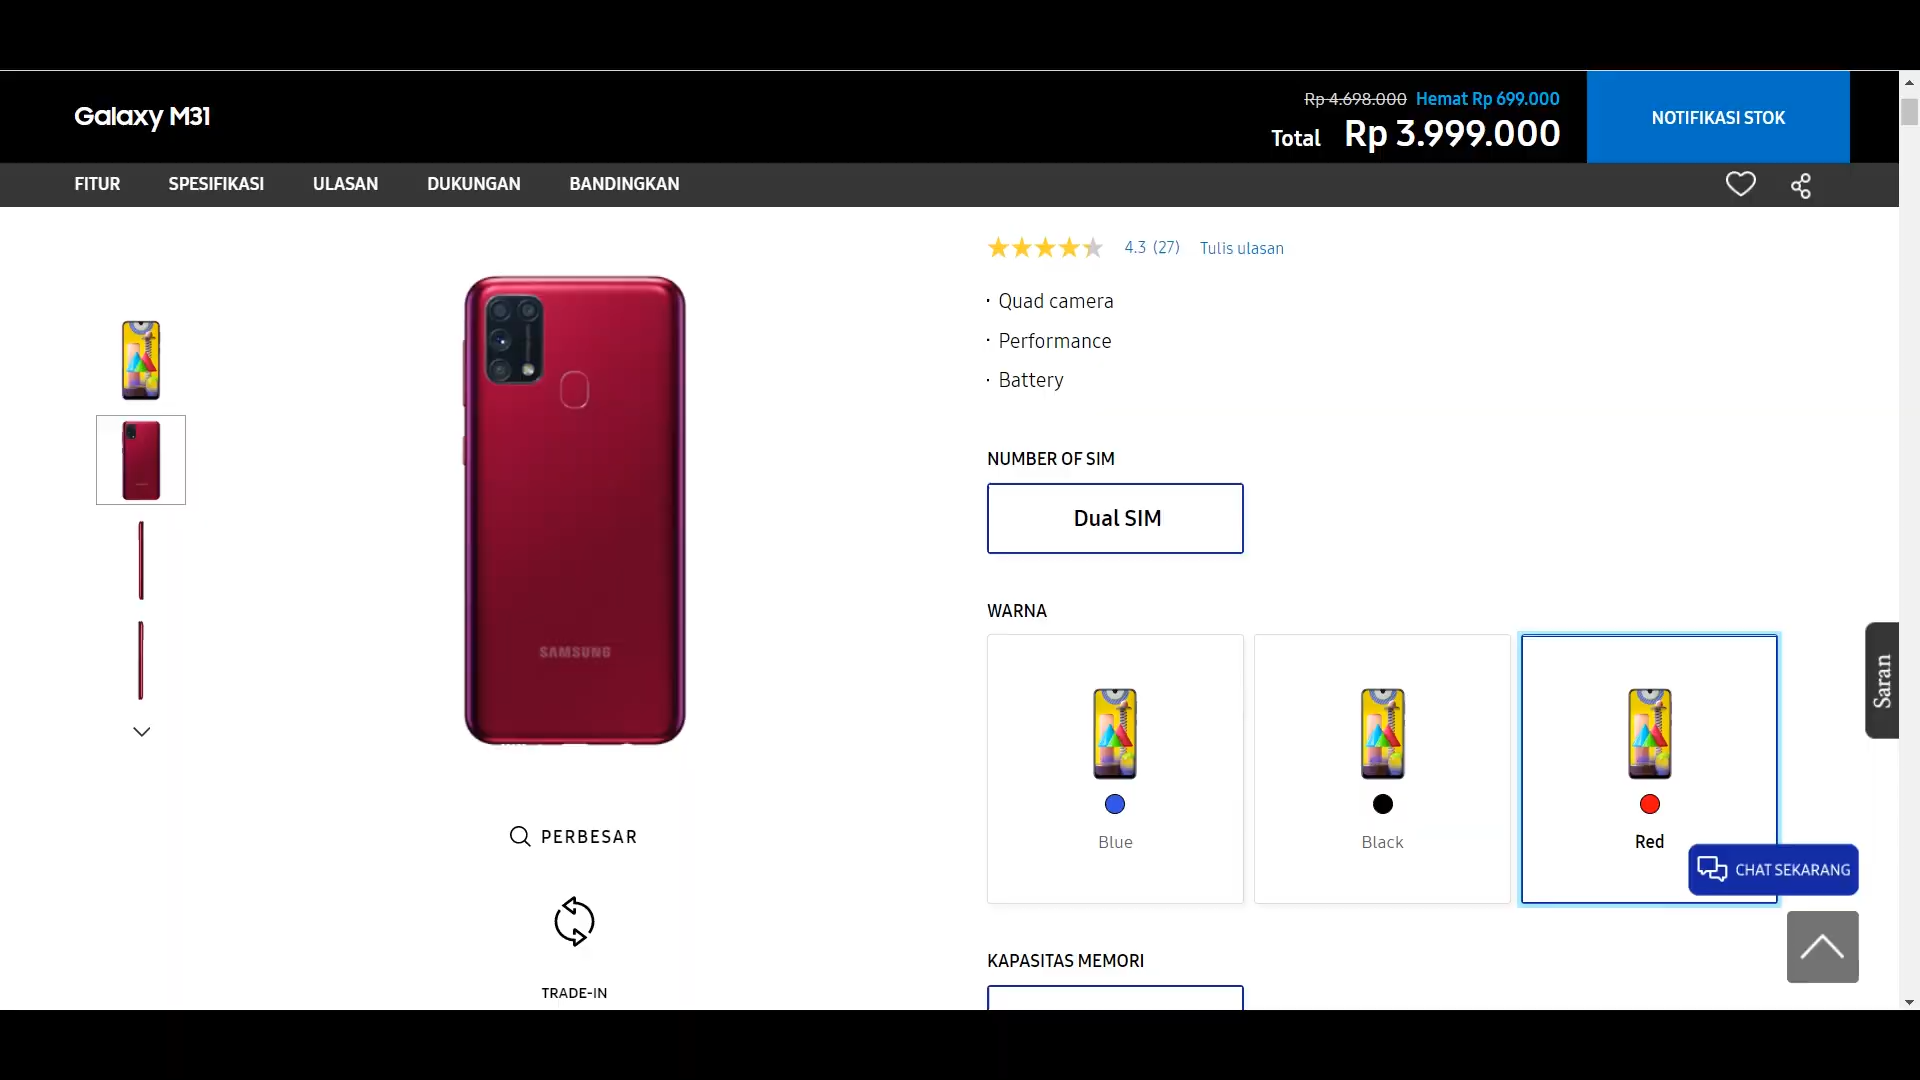 Galaxy M31
Rp 4.698.000 Hemat Rp 699.000
Total Rp 3.999.000
NOTIFIKASI STOK
FITUR SPESIFIKASI ULASAN DUKUNGAN BANDINGKAN
4.3 (27) Tulis ulasan
· Quad camera
· Performance
· Battery
NUMBER OF SIM
Dual SIM
WARNA
Blue
Black
Red
SAMSUNG
PERBESAR
TRADE-IN
KAPASITAS MEMORI
Saran
CHAT SEKARANG